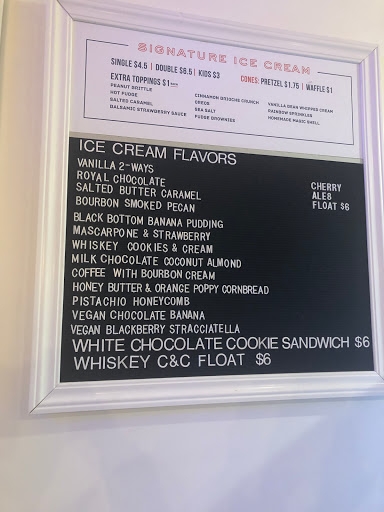 SIGNATURE ICE CREAM
SINGLE $4.5 | DOUBLE $6.5 | KIDS $3
CONES: PRETZEL $1.75 | WAFFLE $1
EXTRA TOPPINGS $1
PEANUT BRITTLE
HOT FUDGE
SALTED CARAMEL
BALSAMIC STRAWBERRY SAUCE
CINNAMON BRIOCHE CRUNCH
OREOS
SEA SALT
FUDGE BROWNIES
VANILLA BEAN WHIPPED CREAM
RAINBOW SPRINKLES
HOMEMADE MAGIC SHELL
ICE CREAM FLAVORS
VANILLA 2-WAYS
ROYAL CHOCOLATE
SALTED BUTTER CARAMEL
BOURBON SMOKED PECAN
BLACK BOTTOM BANANA PUDDING
MASCARPONE & STRAWBERRY
WHISKEY COOKIES & CREAM
MILK CHOCOLATE COCONUT ALMOND
COFFEE WITH BOURBON CREAM
HONEY BUTTER & ORANGE POPPY CORNBREAD
PISTACHIO HONEYCOMB
VEGAN CHOCOLATE BANANA
VEGAN BLACKBERRY STRACCIATELLA
CHERRY
ALE8
FLOAT $6
WHITE CHOCOLATE COOKIE SANDWICH $6
WHISKEY C&C FLOAT $6